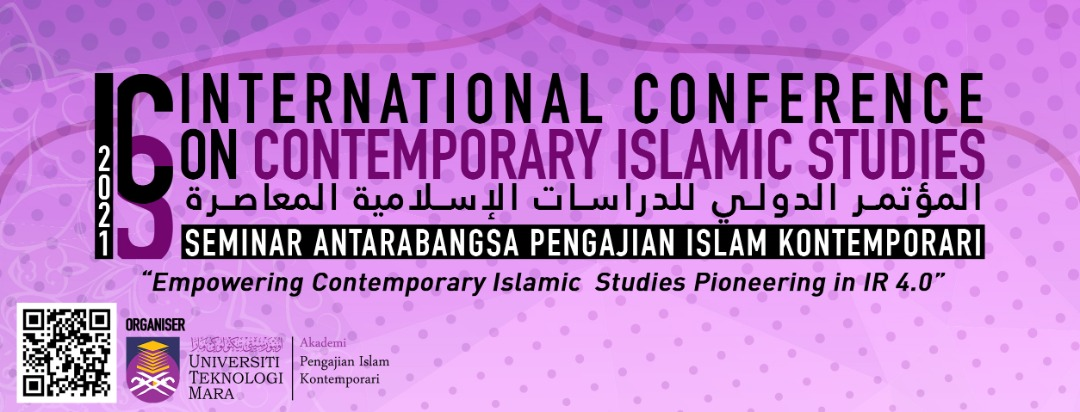 INTERNATIONAL CONFERENCE
ON CONTEMPORARY ISLAMIC STUDIES
المؤتمر الدولي للدراسات الإسلامية المعاصرة
SEMINAR ANTARABANGSA PENGAJIAN ISLAM KONTEMPORARI
ICIS
2021
“Empowering Contemporary Islamic Studies Pioneering in IR 4.0”
ORGANISER
UNIVERSITI
TEKNOLOGI
MARA
Akademi
Pengajian Islam
Kontemporari